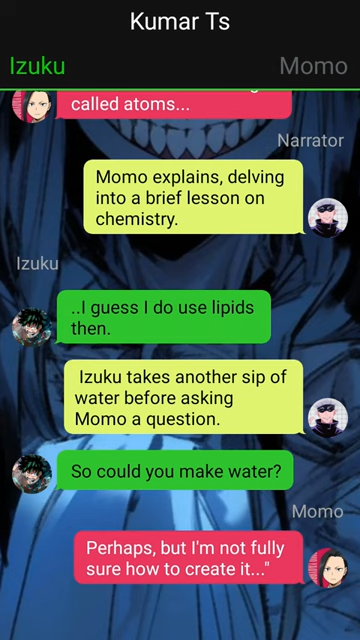 Kumar Ts
Izuku Momo
called atoms...
Narrator
Momo explains, delving
into a brief lesson on
chemistry.
Izuku
..I guess I do use lipids
then.
Izuku takes another sip of
water before asking
Momo a question.
So could you make water?
Momo
Perhaps, but I'm not fully
sure how to create it..."